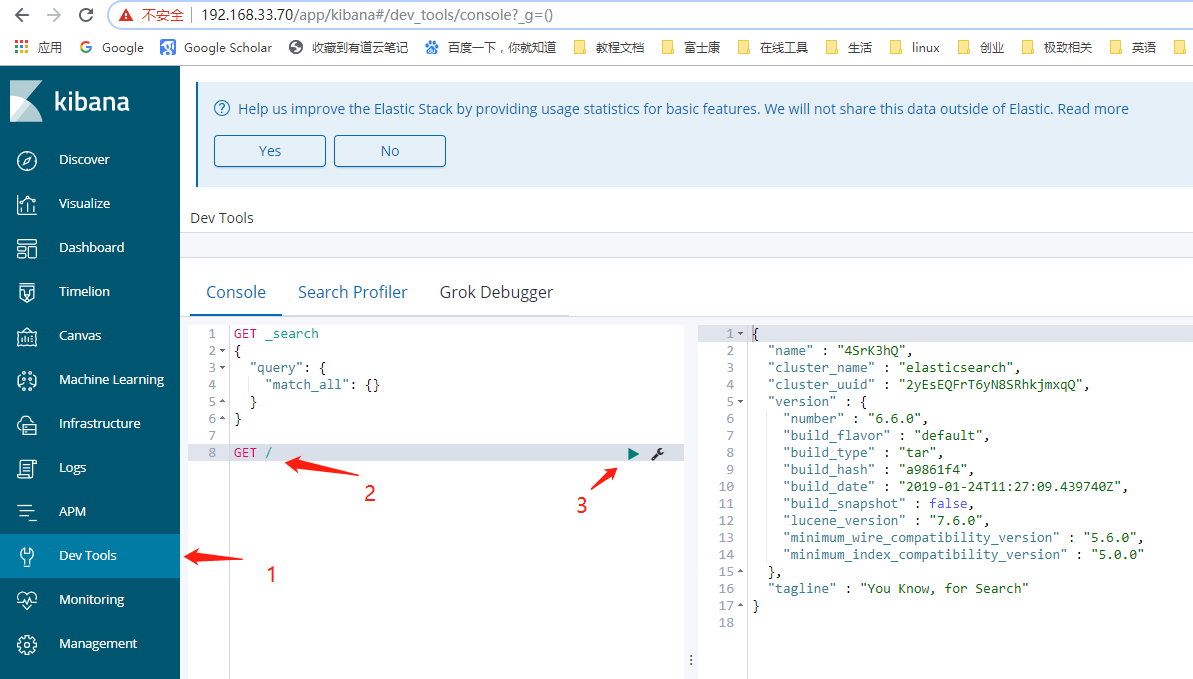 不安全 192.168.33.70/app/kibana#/dev_tools/console?_g=()
应用 Google Google Scholar 收藏到有道云笔记 百度一下,你就知道 教程文档 富士康 在线工具 生活 linux 创业 极致相关 英语
kibana
Discover
Visualize
Dashboard
Timelion
Canvas
Machine Learning
Infrastructure
Logs
APM
Dev Tools
Monitoring
Management
Help us improve the Elastic Stack by providing usage statistics for basic features. We will not share this data outside of Elastic. Read more
Yes No
Dev Tools
Console Search Profiler Grok Debugger
1 GET _search
2 {
3 "query": {
4 "match_all": {}
5 }
6 }
7
8 GET /
2
3
1
1 {
2 "name" : "4SrK3hQ",
3 "cluster_name" : "elasticsearch",
4 "cluster_uuid" : "2yEsEQFrT6yN8SRhkjmxqQ",
5 "version" : {
6 "number" : "6.6.0",
7 "build_flavor" : "default",
8 "build_type" : "tar",
9 "build_hash" : "a9861f4",
10 "build_date" : "2019-01-24T11:27:09.439740Z",
11 "build_snapshot" : false,
12 "lucene_version" : "7.6.0",
13 "minimum_wire_compatibility_version" : "5.6.0",
14 "minimum_index_compatibility_version" : "5.0.0"
15 },
16 "tagline" : "You Know, for Search"
17 }
18